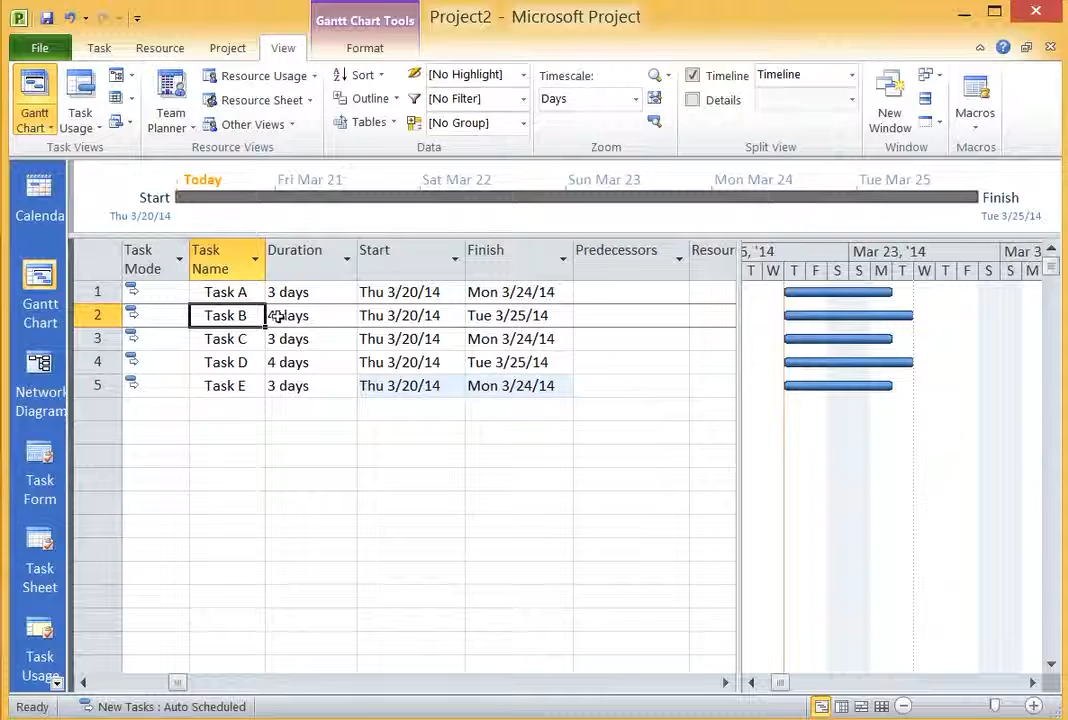 Gantt Chart Tools
Project2 - Microsoft Project
File Task Resource Project View Format
Gantt Chart
Task Usage
Team Planner
Resource Usage
Resource Sheet
Other Views
Sort
Outline
Tables
[No Highlight]
[No Filter]
[No Group]
Timescale:
Days
Timeline Timeline
Details
New Window
Macros
Task Views Resource Views Data Zoom Split View Window Macros
Today Fri Mar 21 Sat Mar 22 Sun Mar 23 Mon Mar 24 Tue Mar 25
Start Finish
Thu 3/20/14 Tue 3/25/14
Calenda
Gantt Chart
Network Diagram
Task Form
Task Sheet
Task Usage
Task Mode Task Name Duration Start Finish Predecessors Resour
5, '14 Mar 23, '14 Mar 3
T W T F S S M T W T F S S M
1 Task A 3 days Thu 3/20/14 Mon 3/24/14
2 Task B 4 days Thu 3/20/14 Tue 3/25/14
3 Task C 3 days Thu 3/20/14 Mon 3/24/14
4 Task D 4 days Thu 3/20/14 Tue 3/25/14
5 Task E 3 days Thu 3/20/14 Mon 3/24/14
Ready New Tasks : Auto Scheduled